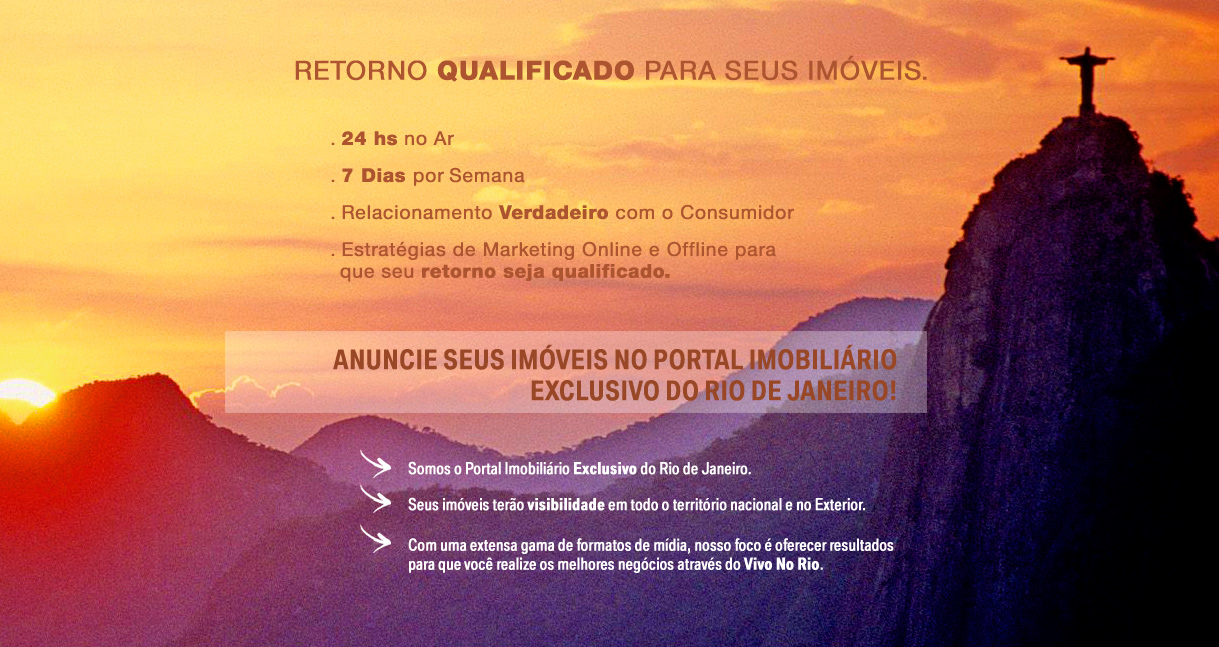 RETORNO QUALIFICADO PARA SEUS IMÓVEIS.
. 24 hs no Ar
. 7 Dias por Semana
. Relacionamento Verdadeiro com o Consumidor
. Estratégias de Marketing Online e Offline para
que seu retorno seja qualificado.
ANUNCIE SEUS IMÓVEIS NO PORTAL IMOBILIÁRIO
EXCLUSIVO DO RIO DE JANEIRO!
Somos o Portal Imobiliário Exclusivo do Rio de Janeiro.
Seus imóveis terão visibilidade em todo o território nacional e no Exterior.
Com uma extensa gama de formatos de mídia, nosso foco é oferecer resultados
para que você realize os melhores negócios através do Vivo No Rio.